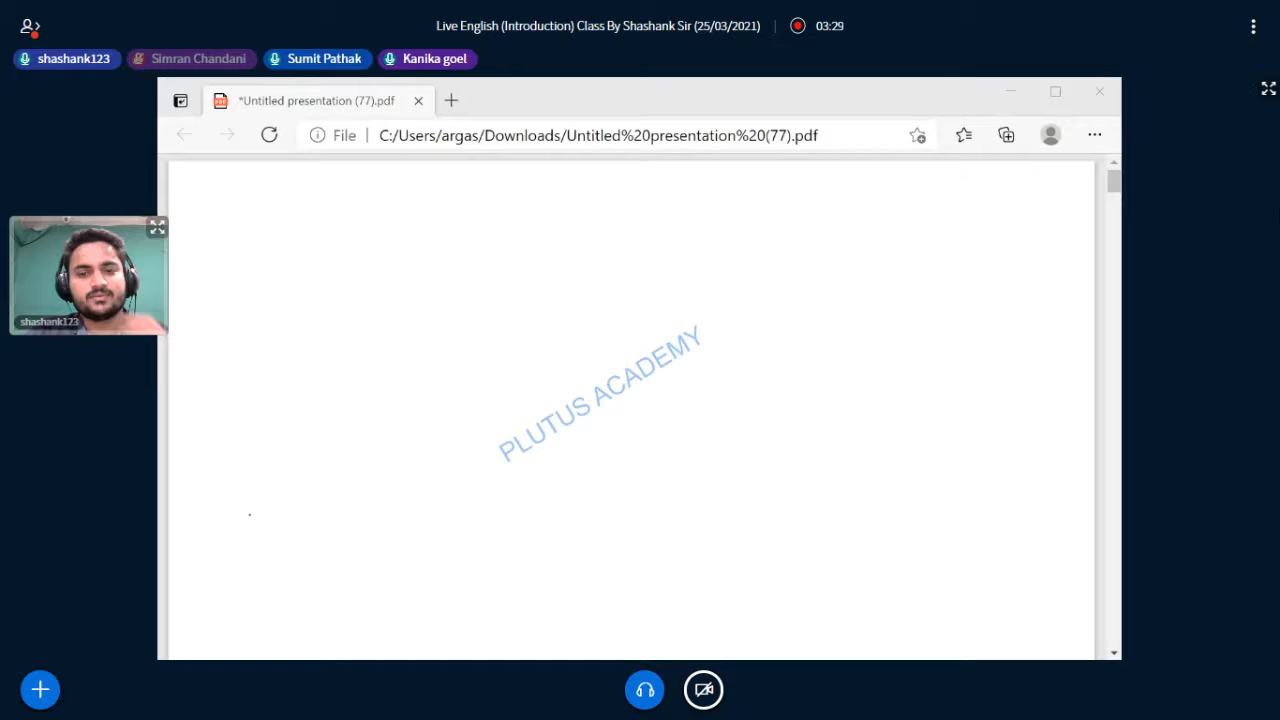 Live English (Introduction) Class By Shashank Sir (25/03/2021)
03:29
shashank123
Simran Chandani
Sumit Pathak
Kanika goel
*Untitled presentation (77).pdf
File
C:/Users/argas/Downloads/Untitled%20presentation%20(77).pdf
shashank123
PLUTUS ACADEMY